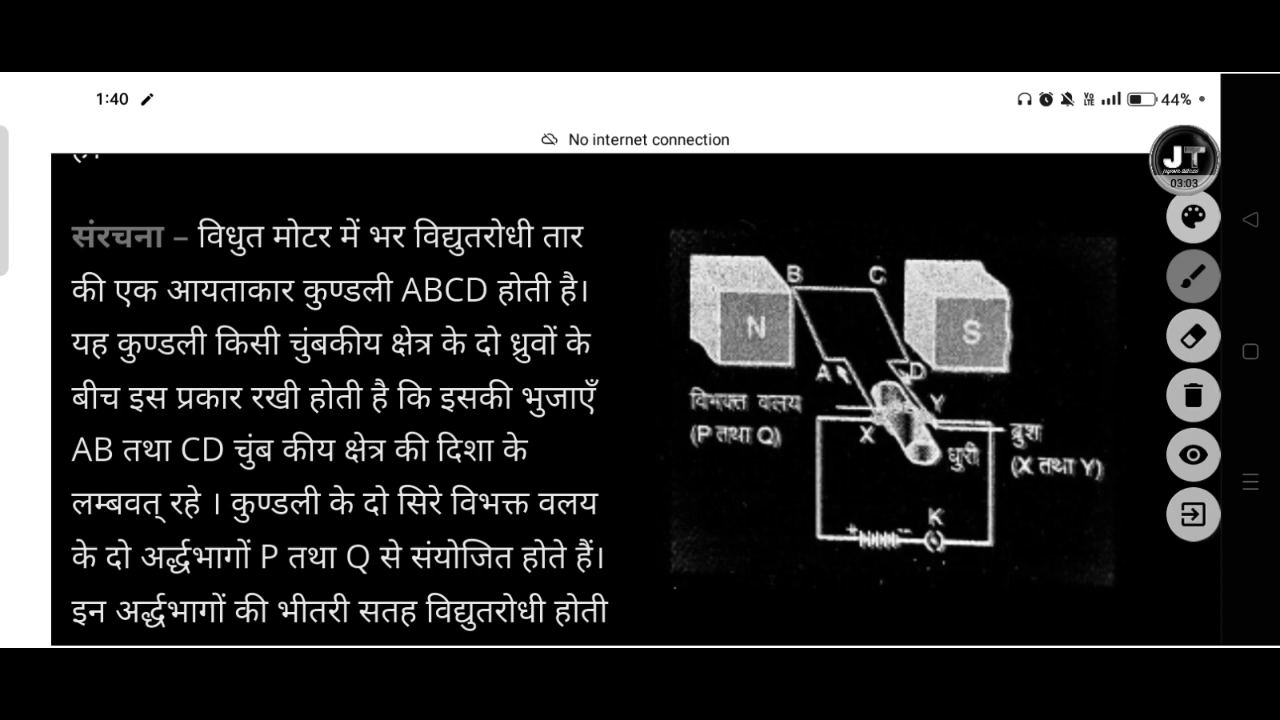 1:40
Vo LTE 44%
No internet connection
JT
03:03
संरचना – विधुत मोटर में भर विद्युतरोधी तार
की एक आयताकार कुण्डली ABCD होती है।
यह कुण्डली किसी चुंबकीय क्षेत्र के दो ध्रुवों के
बीच इस प्रकार रखी होती है कि इसकी भुजाएँ
AB तथा CD चुंब कीय क्षेत्र की दिशा के
लम्बवत् रहे । कुण्डली के दो सिरे विभक्त वलय
के दो अर्द्धभागों P तथा Q से संयोजित होते हैं।
इन अर्द्धभागों की भीतरी सतह विद्युतरोधी होती
B C
N S
A D
विभक्त वलय
(P तथा Q)
X Y
धुरी
ब्रुश
(X तथा Y)
K
+ −